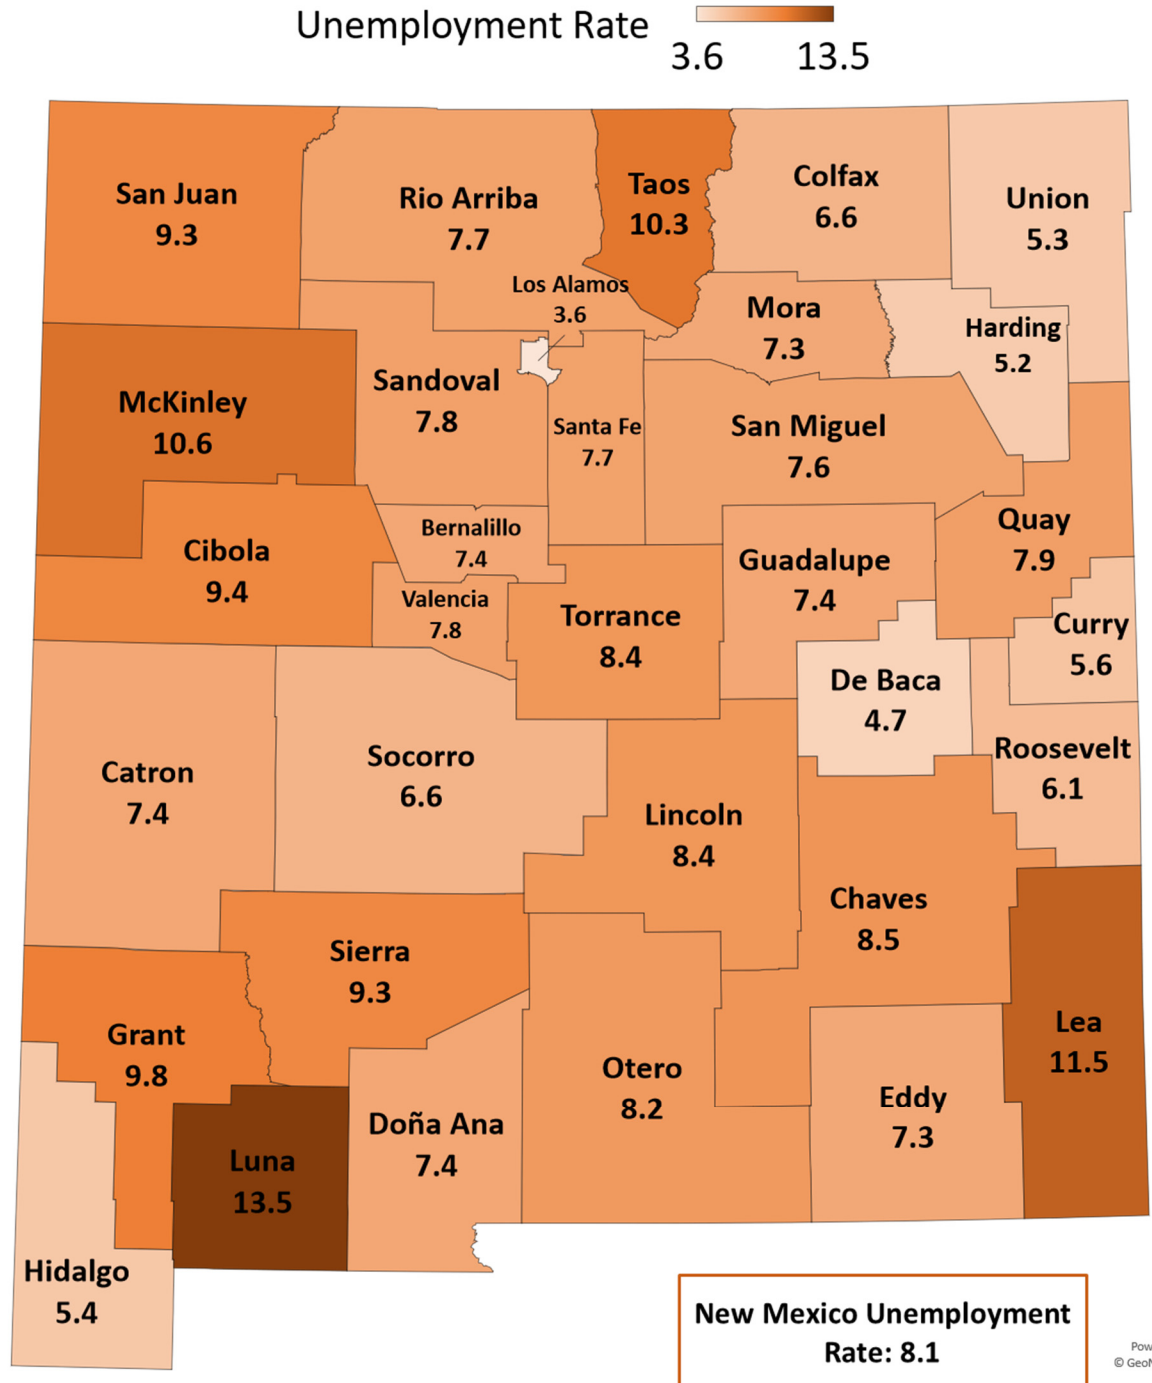 Unemployment Rate
3.6 13.5
San Juan
9.3
Rio Arriba
7.7
Taos
10.3
Colfax
6.6
Union
5.3
Los Alamos
3.6
Mora
7.3
Harding
5.2
McKinley
10.6
Sandoval
7.8
Santa Fe
7.7
San Miguel
7.6
Cibola
9.4
Bernalillo
7.4
Valencia
7.8
Torrance
8.4
Guadalupe
7.4
Quay
7.9
Curry
5.6
De Baca
4.7
Roosevelt
6.1
Catron
7.4
Socorro
6.6
Lincoln
8.4
Chaves
8.5
Sierra
9.3
Grant
9.8
Luna
13.5
Doña Ana
7.4
Otero
8.2
Eddy
7.3
Lea
11.5
Hidalgo
5.4
New Mexico Unemployment
Rate: 8.1
Pow
© GeoN